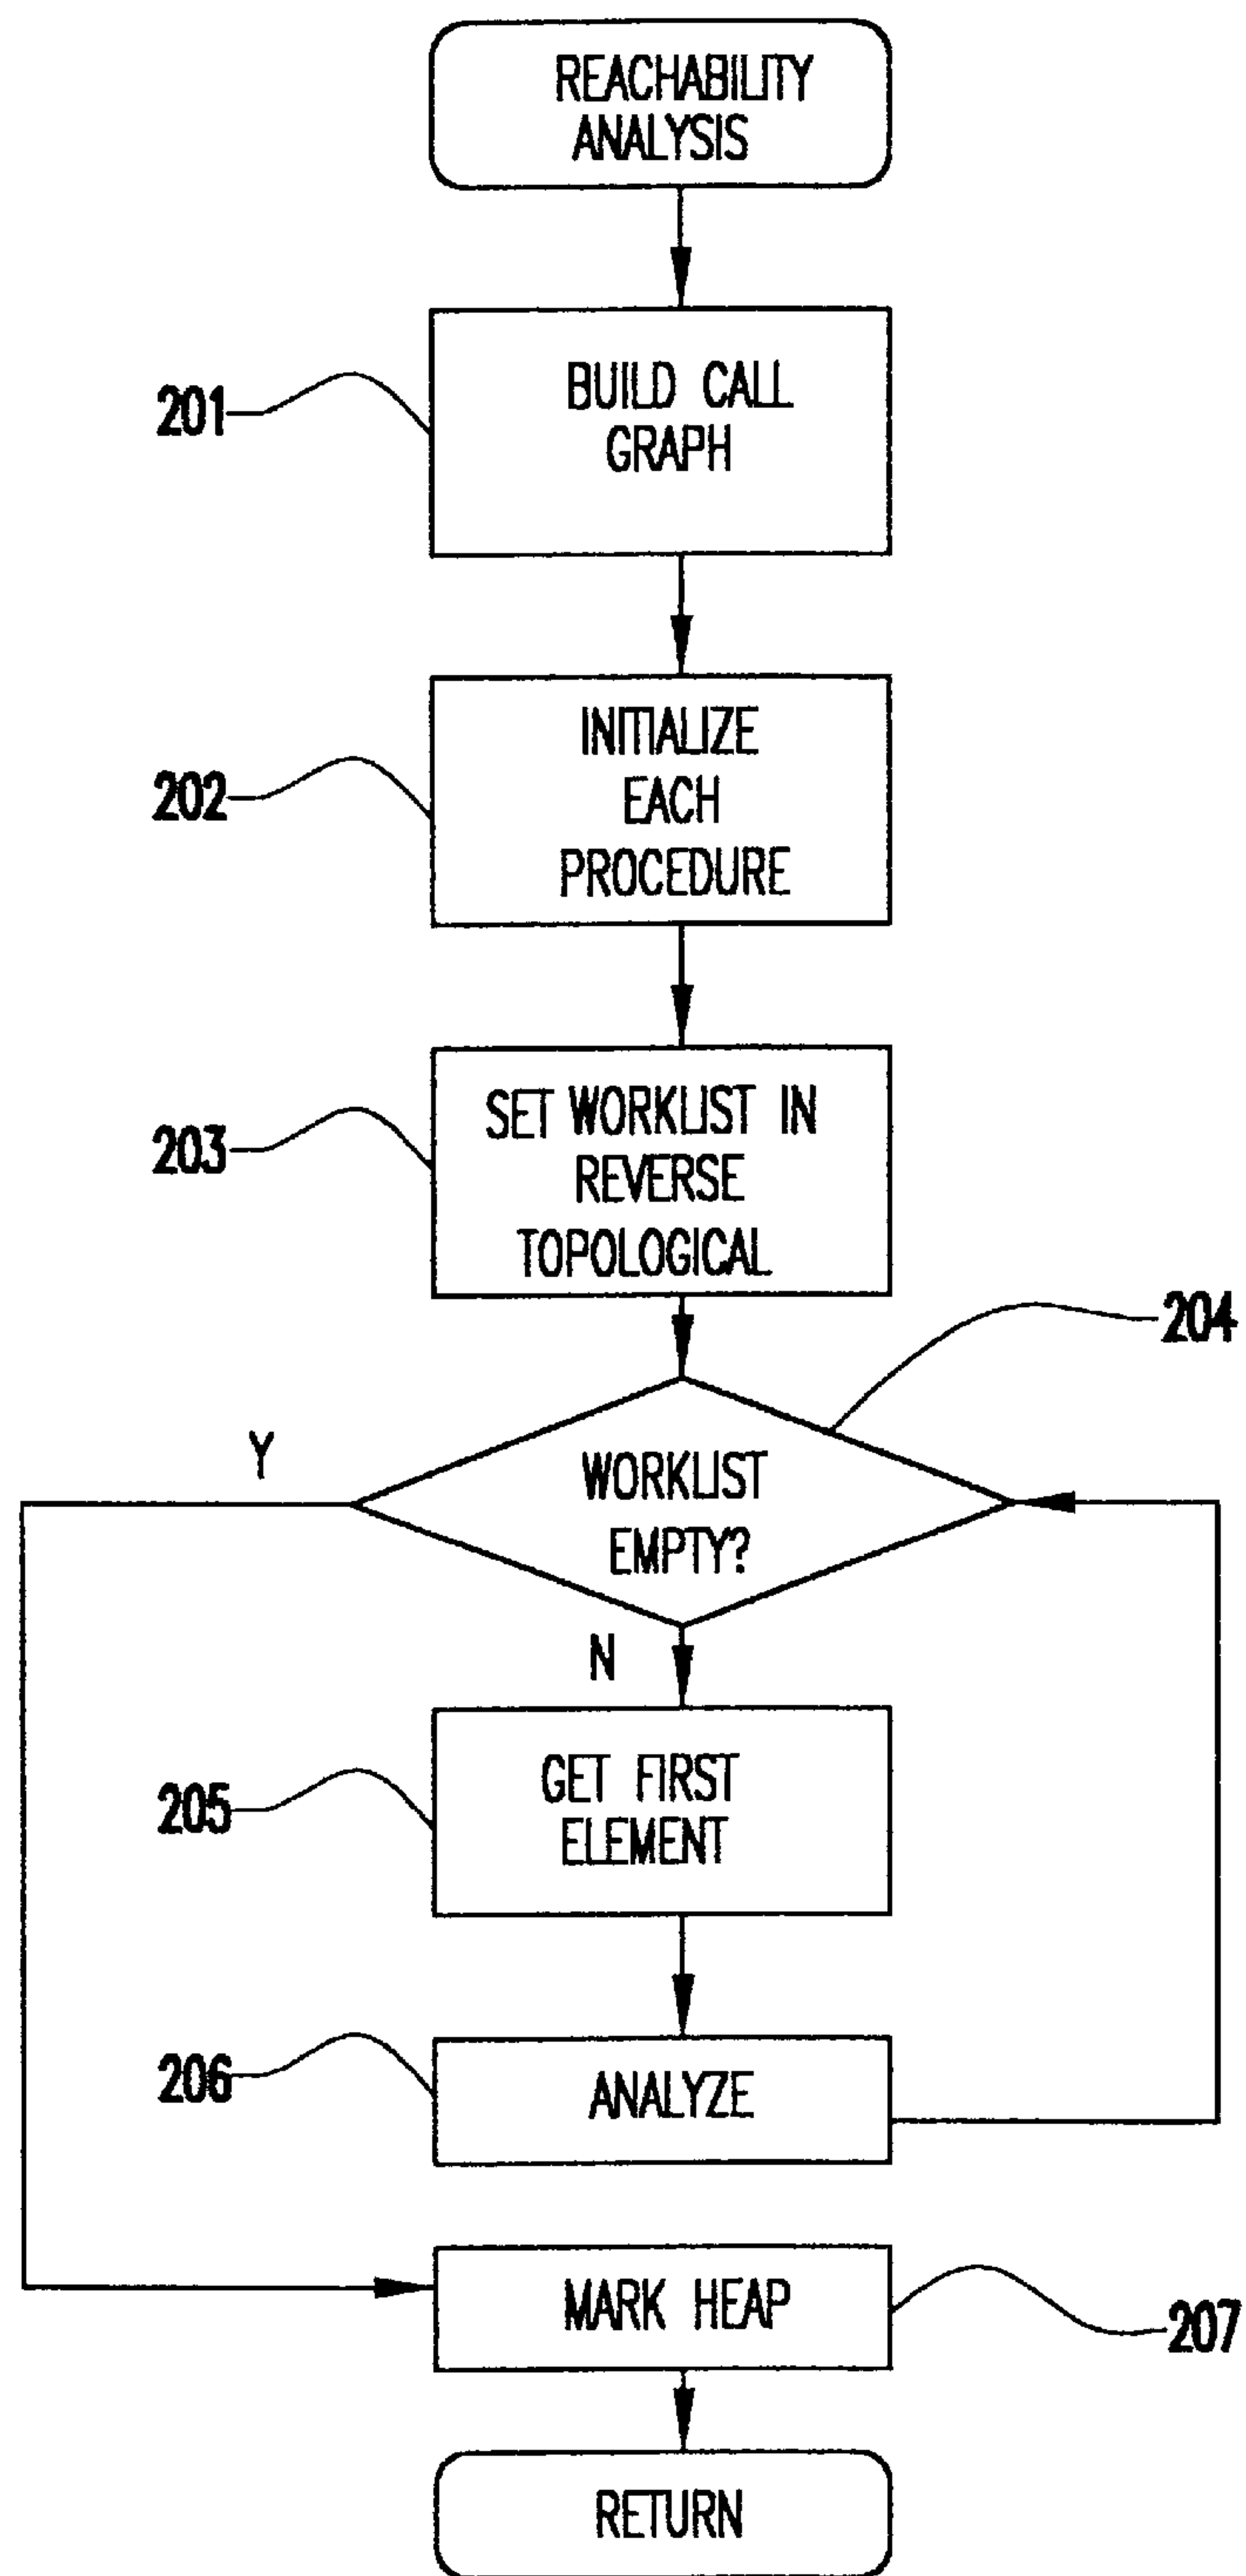 REACHABILITY
ANALYSIS
201
BUILD CALL
GRAPH
202
INITIALIZE
EACH
PROCEDURE
203
SET WORKLIST IN
REVERSE
TOPOLOGICAL
204
Y
WORKLIST
EMPTY?
N
205
GET FIRST
ELEMENT
206
ANALYZE
MARK HEAP
207
RETURN